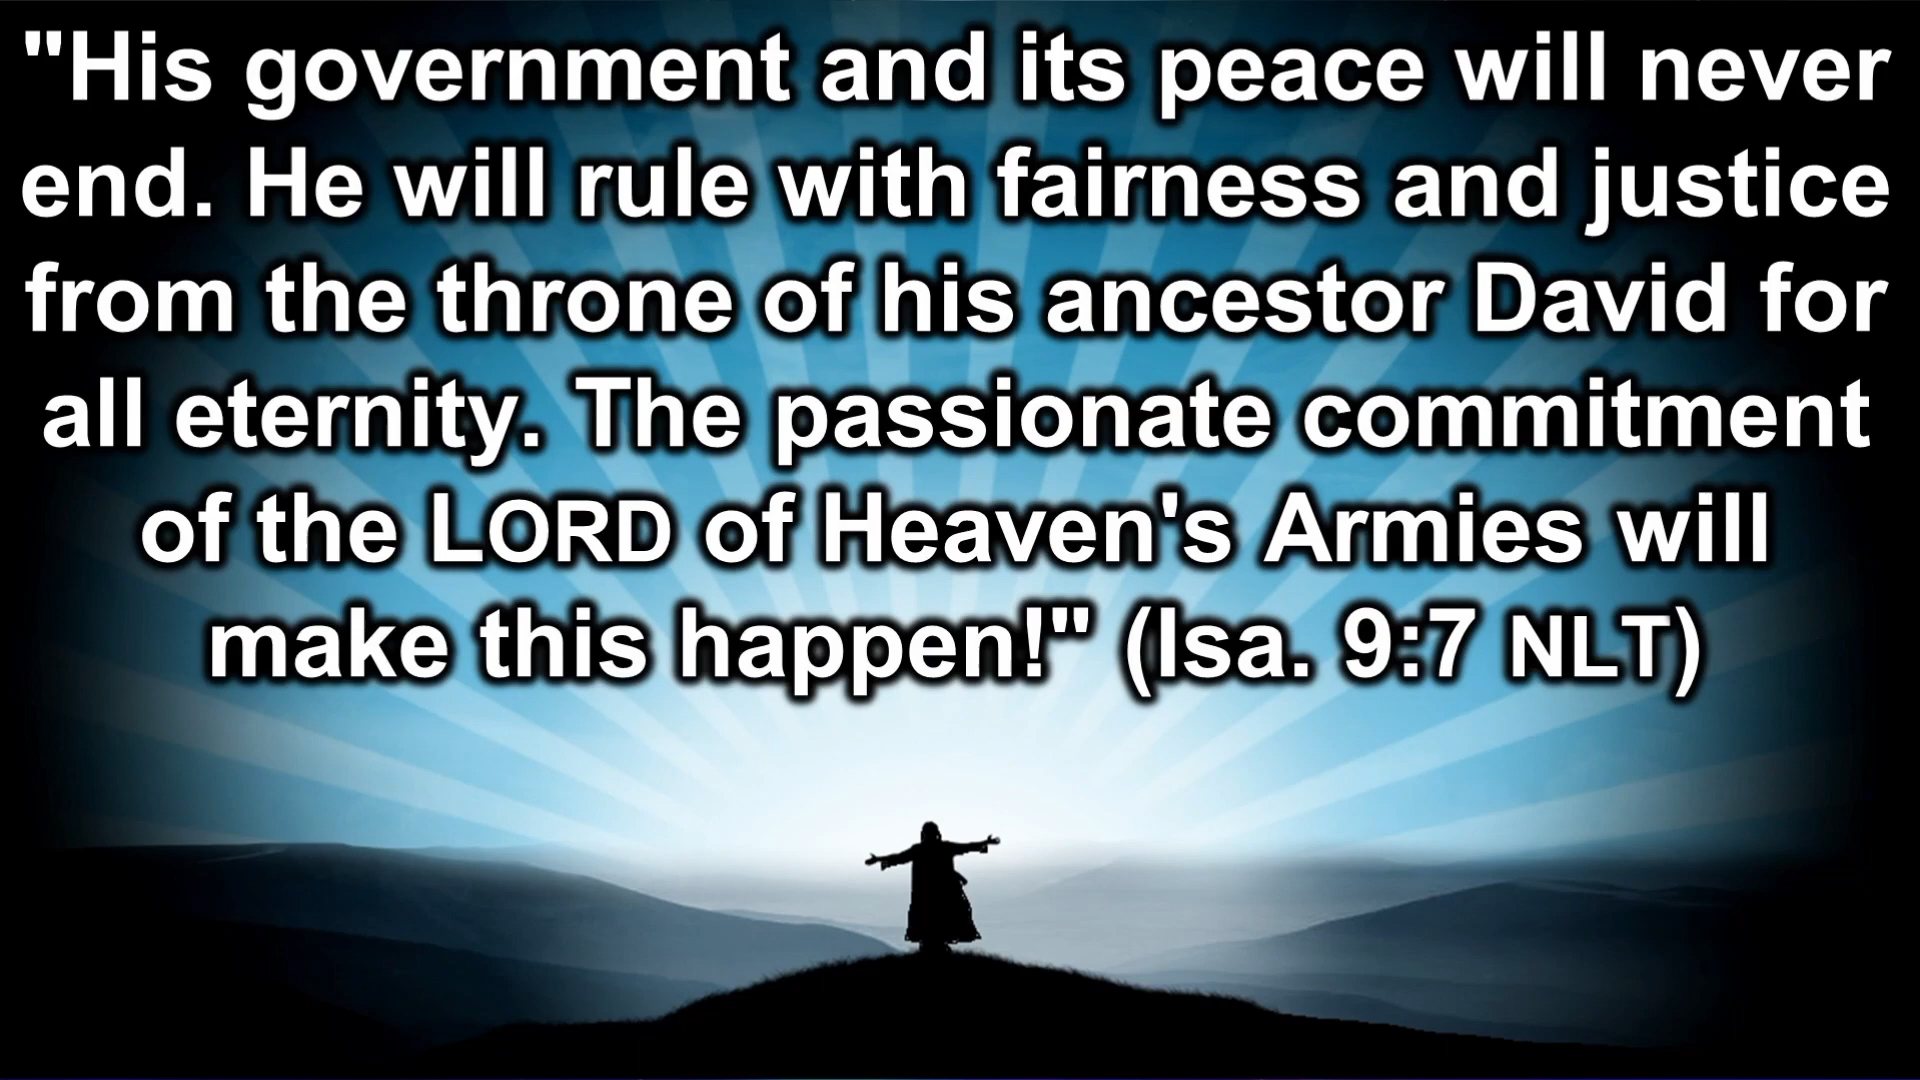 "His government and its peace will never
end. He will rule with fairness and justice
from the throne of his ancestor David for
all eternity. The passionate commitment
of the LORD of Heaven's Armies will
make this happen!" (Isa. 9:7 NLT)